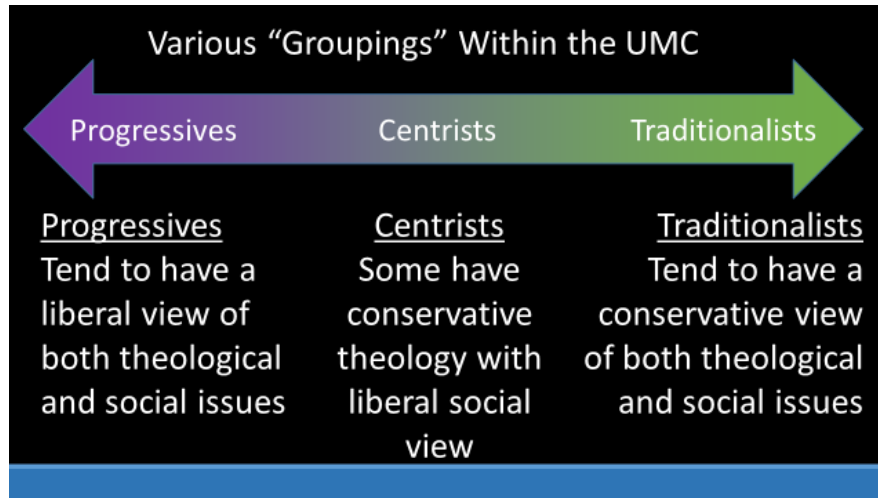 Various “Groupings” Within the UMC
Progressives
Centrists
Traditionalists
Progressives
Tend to have a
liberal view of
both theological
and social issues
Centrists
Some have
conservative
theology with
liberal social
view
Traditionalists
Tend to have a
conservative view
of both theological
and social issues